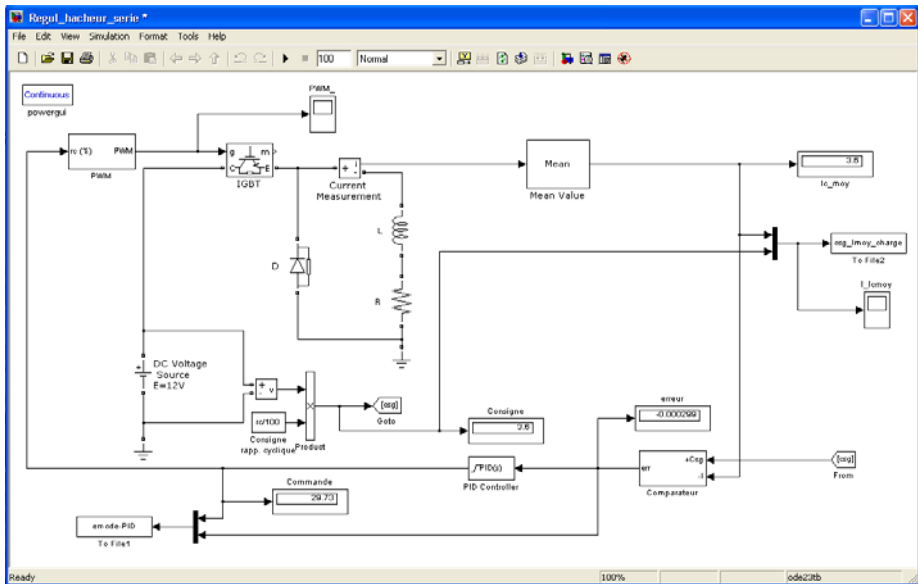 Regul_hacheur_serie *
File Edit View Simulation Format Tools Help
100 Normal
Continuous
powergui
PWM_
rc (%) PWM
PWM
g m
C E
IGBT
+ - i
Current
Measurement
Mean
Mean Value
3.6
Ic_moy
L
D
R
csg_Imoy_charge
To File2
I_Icmoy
DC Voltage
Source
E=12V
+ - v
rc/100
Consigne
rapp. cyclique
×
Product
[csg]
Goto
Consigne
3.6
erreur
-0.000299
PID(s)
PID Controller
err +Csg
-I
Comparateur
[csg]
From
Commande
29.73
emode-PID
To File1
Ready 100% ode23tb